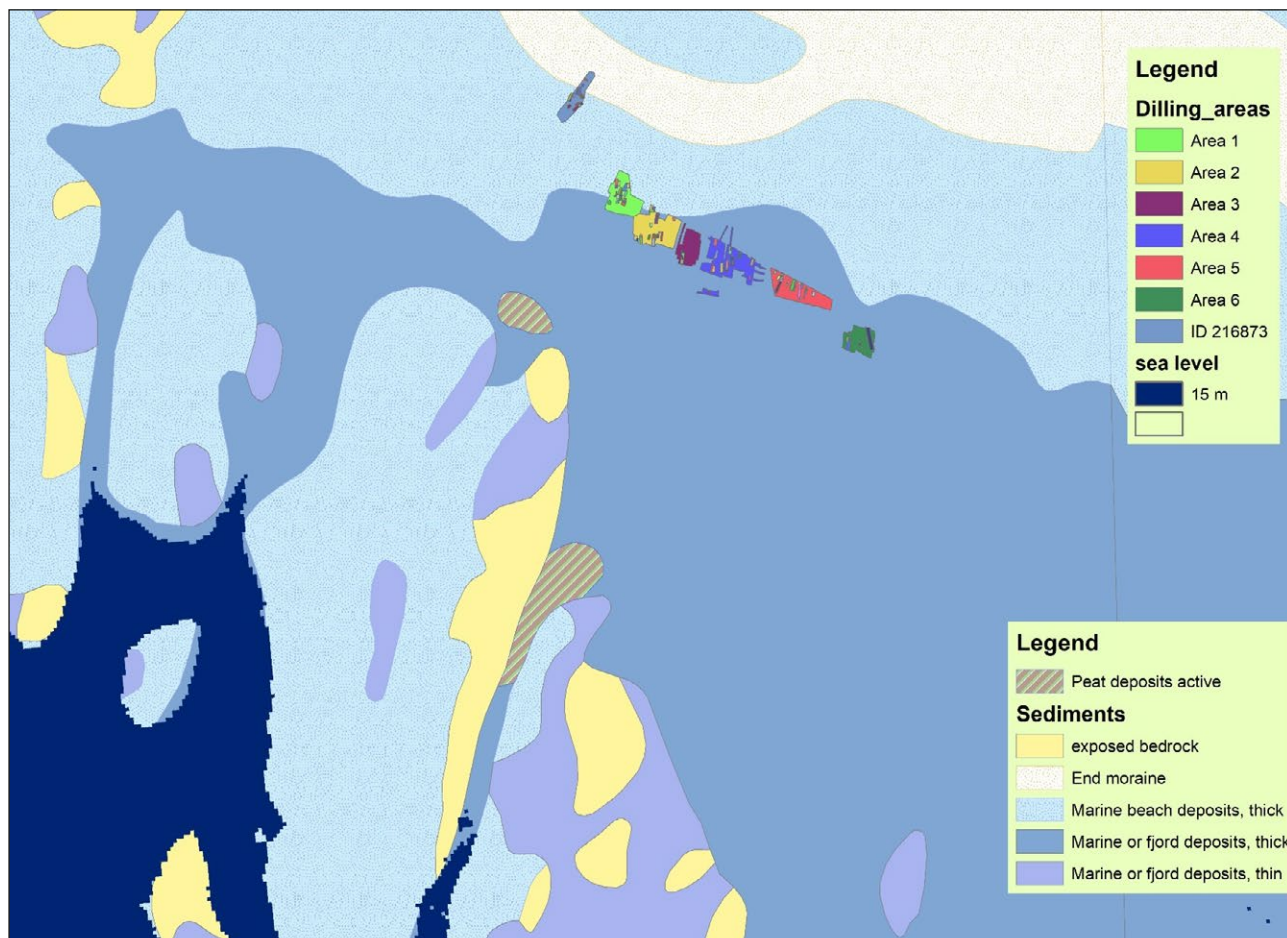 Legend
Dilling_areas
Area 1
Area 2
Area 3
Area 4
Area 5
Area 6
ID 216873
sea level
15 m
Legend
Peat deposits active
Sediments
exposed bedrock
End moraine
Marine beach deposits, thick
Marine or fjord deposits, thick
Marine or fjord deposits, thin